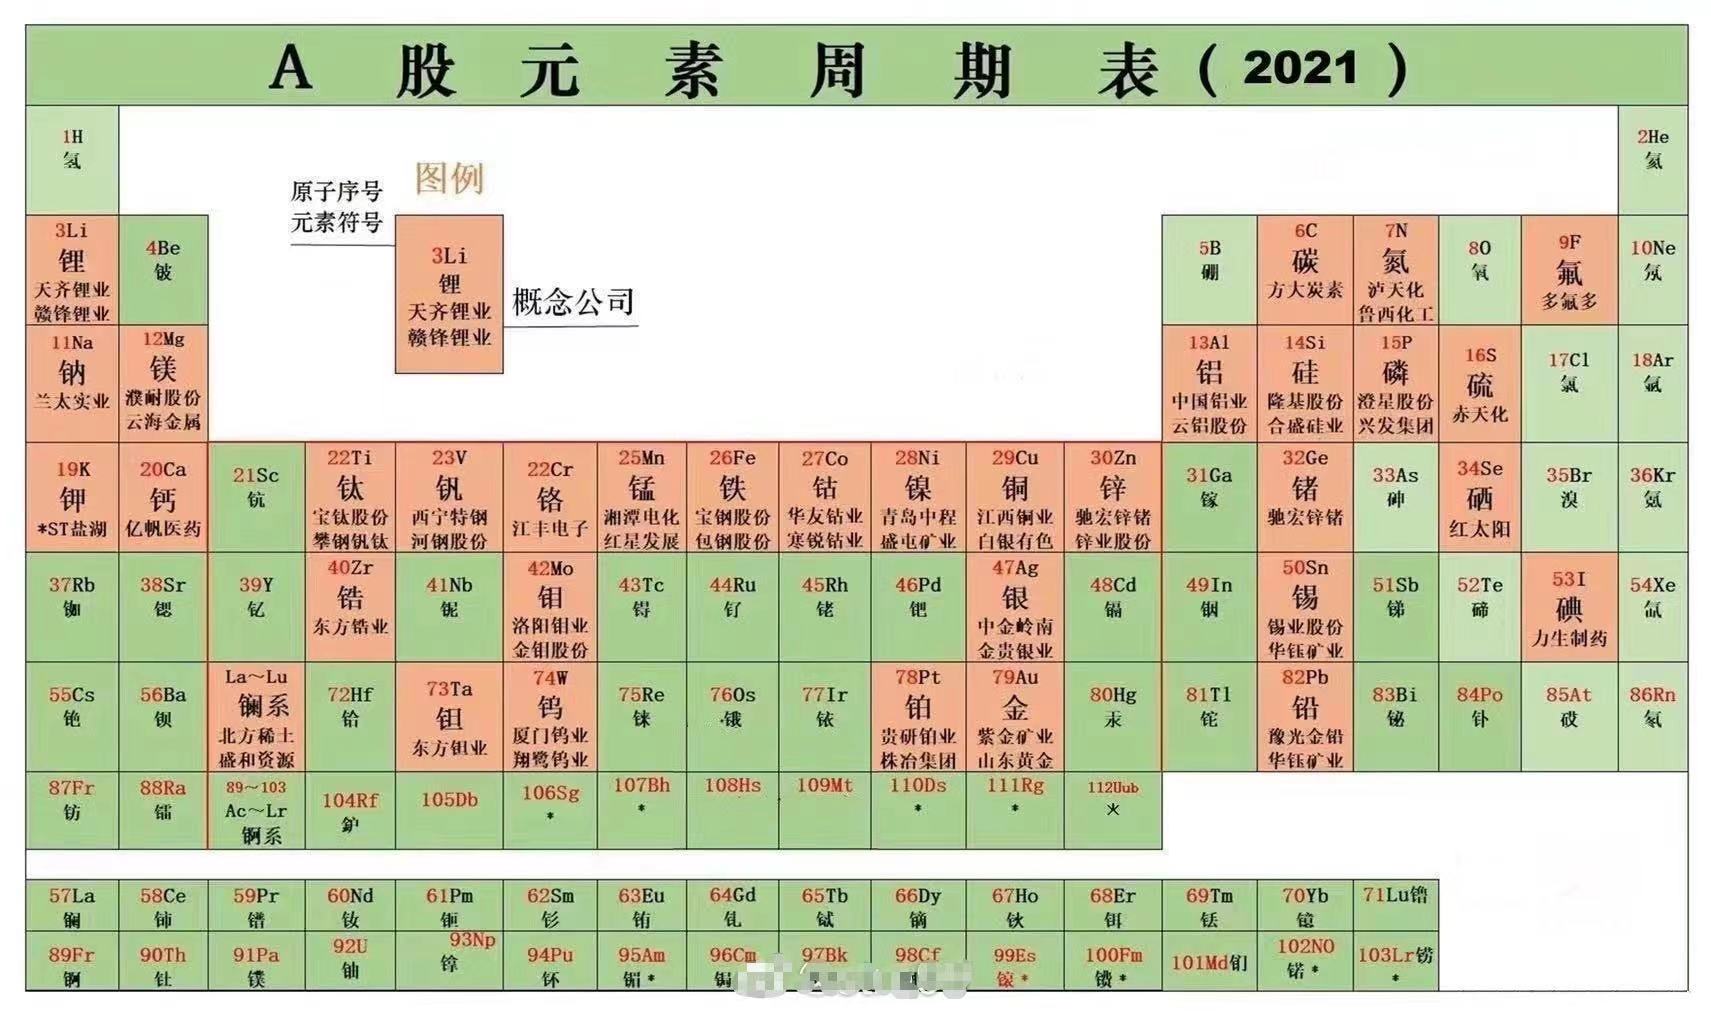 A股元素周期表(2021)
1H
氢
2He
氦
图例
原子序号
元素符号
3Li
锂
天齐锂业
赣锋锂业
概念公司
3Li
锂
天齐锂业
赣锋锂业
4Be
铍
5B
硼
6C
碳
方大炭素
7N
氮
泸天化
鲁西化工
8O
氧
9F
氟
多氟多
10Ne
氖
11Na
钠
兰太实业
12Mg
镁
濮耐股份
云海金属
13Al
铝
中国铝业
云铝股份
14Si
硅
隆基股份
合盛硅业
15P
磷
澄星股份
兴发集团
16S
硫
赤天化
17Cl
氯
18Ar
氩
19K
钾
*ST盐湖
20Ca
钙
亿帆医药
21Sc
钪
22Ti
钛
宝钛股份
攀钢钒钛
23V
钒
西宁特钢
河钢股份
22Cr
铬
江丰电子
25Mn
锰
湘潭电化
红星发展
26Fe
铁
宝钢股份
包钢股份
27Co
钴
华友钴业
寒锐钴业
28Ni
镍
青岛中程
盛屯矿业
29Cu
铜
江西铜业
白银有色
30Zn
锌
驰宏锌锗
锌业股份
31Ga
镓
32Ge
锗
驰宏锌锗
33As
砷
34Se
硒
红太阳
35Br
溴
36Kr
氪
37Rb
铷
38Sr
锶
39Y
钇
40Zr
锆
东方锆业
41Nb
铌
42Mo
钼
洛阳钼业
金钼股份
43Tc
锝
44Ru
钌
45Rh
铑
46Pd
钯
47Ag
银
中金岭南
金贵银业
48Cd
镉
49In
铟
50Sn
锡
锡业股份
华钰矿业
51Sb
锑
52Te
碲
53I
碘
力生制药
54Xe
氙
55Cs
铯
56Ba
钡
La～Lu
镧系
北方稀土
盛和资源
72Hf
铪
73Ta
钽
东方钽业
74W
钨
厦门钨业
翔鹭钨业
75Re
铼
76Os
锇
77Ir
铱
78Pt
铂
贵研铂业
株冶集团
79Au
金
紫金矿业
山东黄金
80Hg
汞
81Tl
铊
82Pb
铅
豫光金铅
华钰矿业
83Bi
铋
84Po
钋
85At
砹
86Rn
氡
87Fr
钫
88Ra
镭
89～103
Ac～Lr
锕系
104Rf
鈩
105Db
106Sg
*
107Bh
*
108Hs
109Mt
110Ds
*
111Rg
*
112Uub
火
57La
镧
58Ce
铈
59Pr
镨
60Nd
钕
61Pm
钷
62Sm
钐
63Eu
铕
64Gd
钆
65Tb
铽
66Dy
镝
67Ho
钬
68Er
铒
69Tm
铥
70Yb
镱
71Lu镥
89Fr
锕
90Th
钍
91Pa
镤
92U
铀
93Np
镎
94Pu
钚
95Am
镅*
96Cm
锔
97Bk
98Cf
99Es
锿*
100Fm
镄*
101Md钔
102NO
锘*
103Lr铹
*